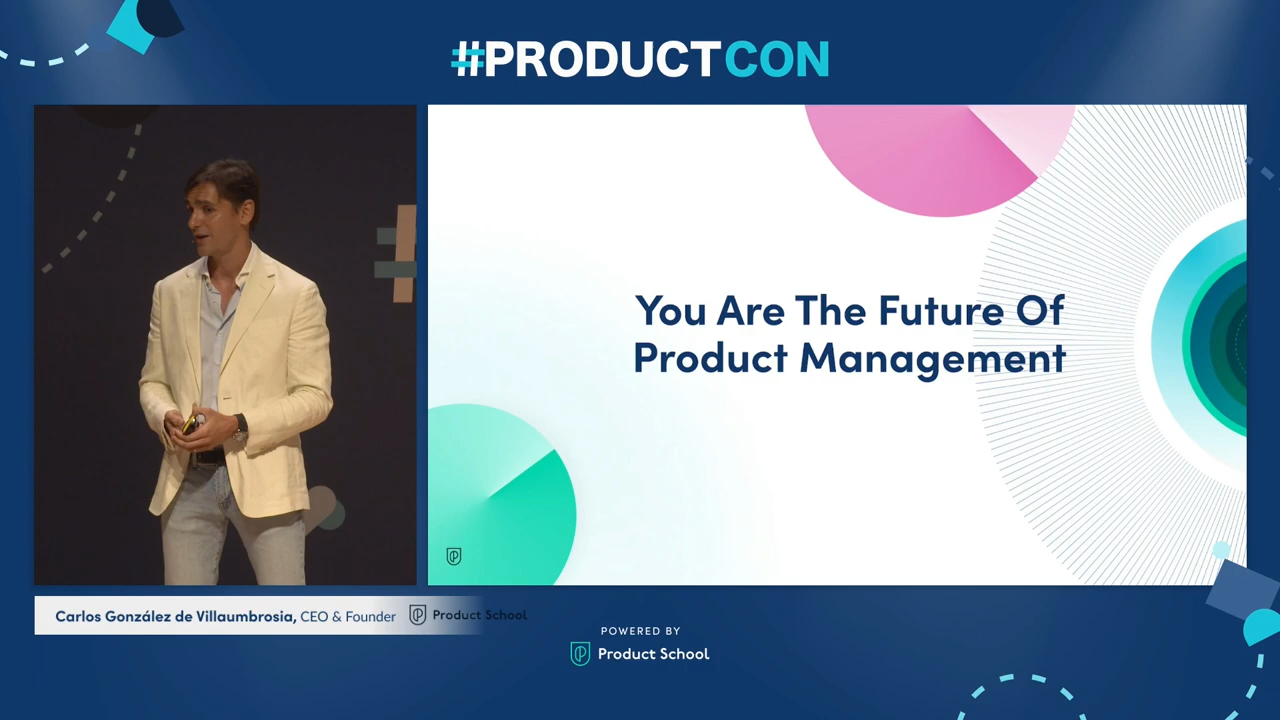 #PRODUCTCON
You Are The Future Of
Product Management
Carlos González de Villaumbrosia, CEO & Founder Product School
POWERED BY
Product School